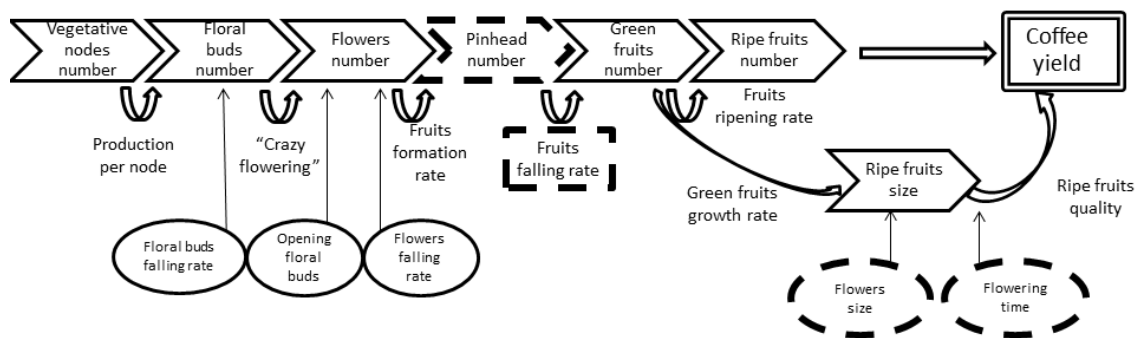 Vegetative
nodes
number
Floral
buds
number
Flowers
number
Pinhead
number
Green
fruits
number
Ripe fruits
number
Coffee
yield
Production
per node
“Crazy
flowering”
Fruits
formation
rate
Fruits
falling rate
Fruits
ripening rate
Green fruits
growth rate
Ripe fruits
size
Ripe fruits
quality
Floral buds
falling rate
Opening
floral
buds
Flowers
falling
rate
Flowers
size
Flowering
time